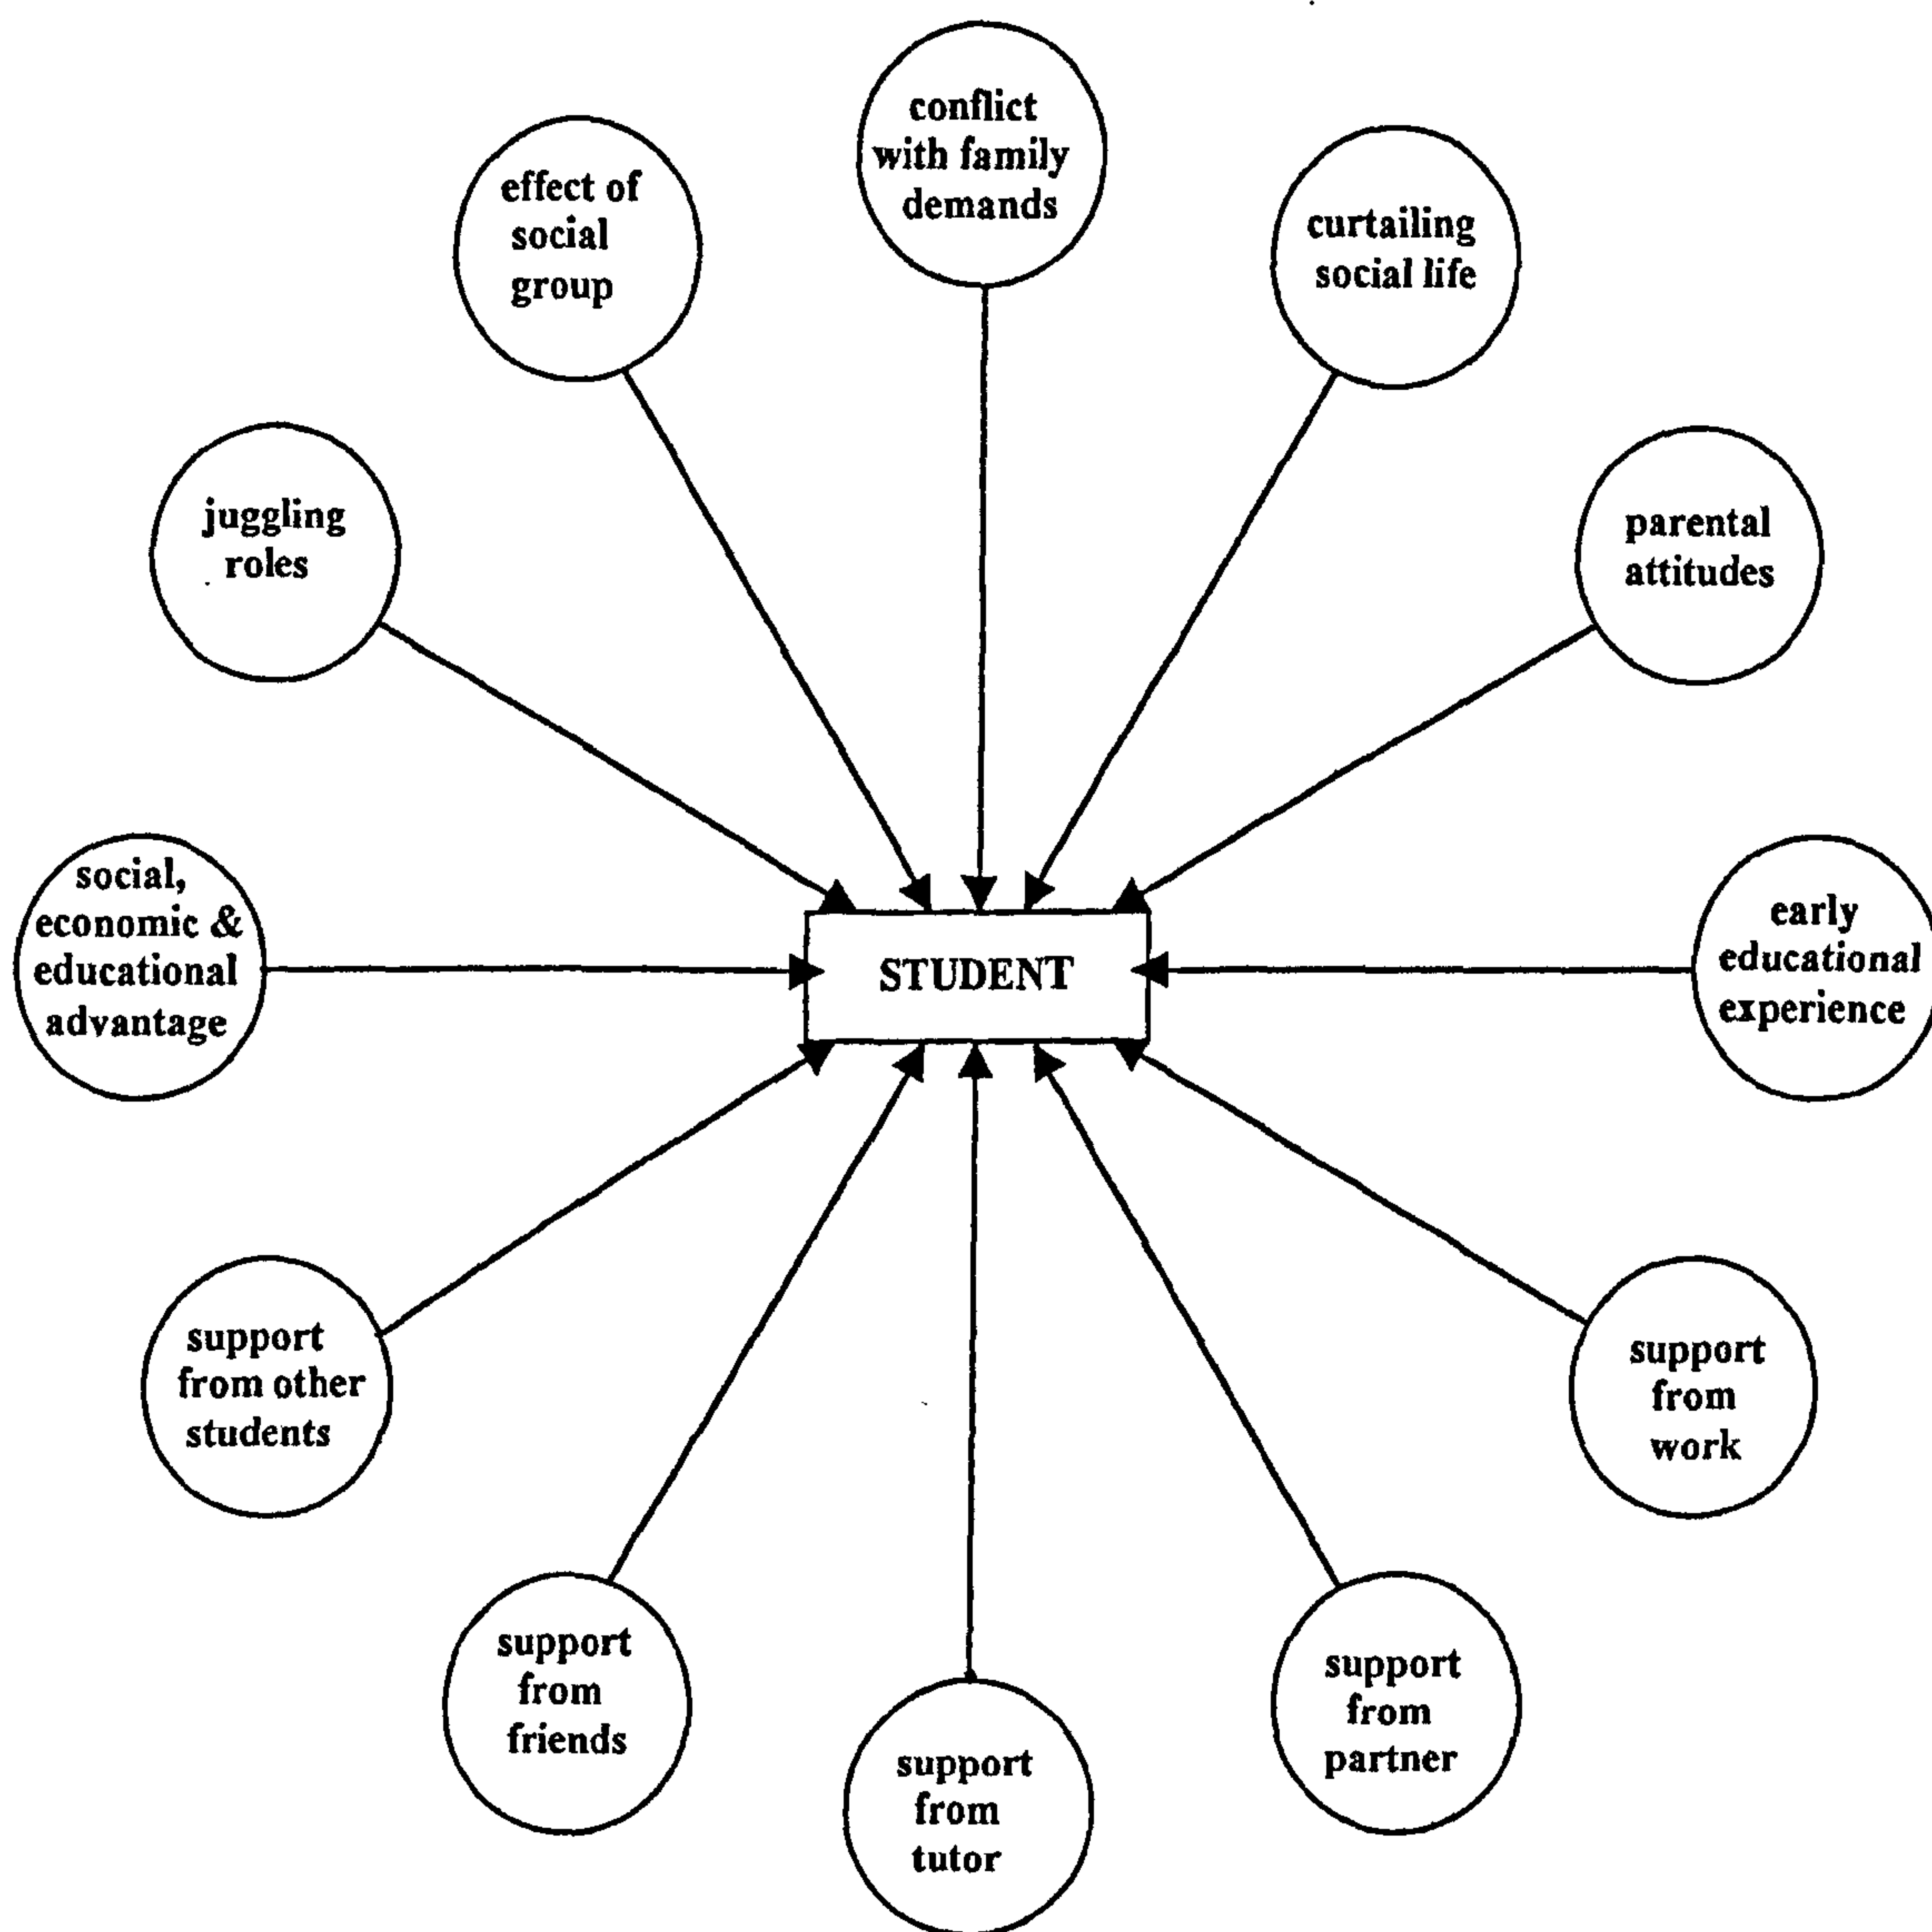 conflict
with family
demands
effect of
social
group
curtailing
social life
juggling
roles
parental
attitudes
social,
economic &
educational
advantage
STUDENT
early
educational
experience
support
from other
students
support
from
work
support
from
friends
support
from
partner
support
from
tutor